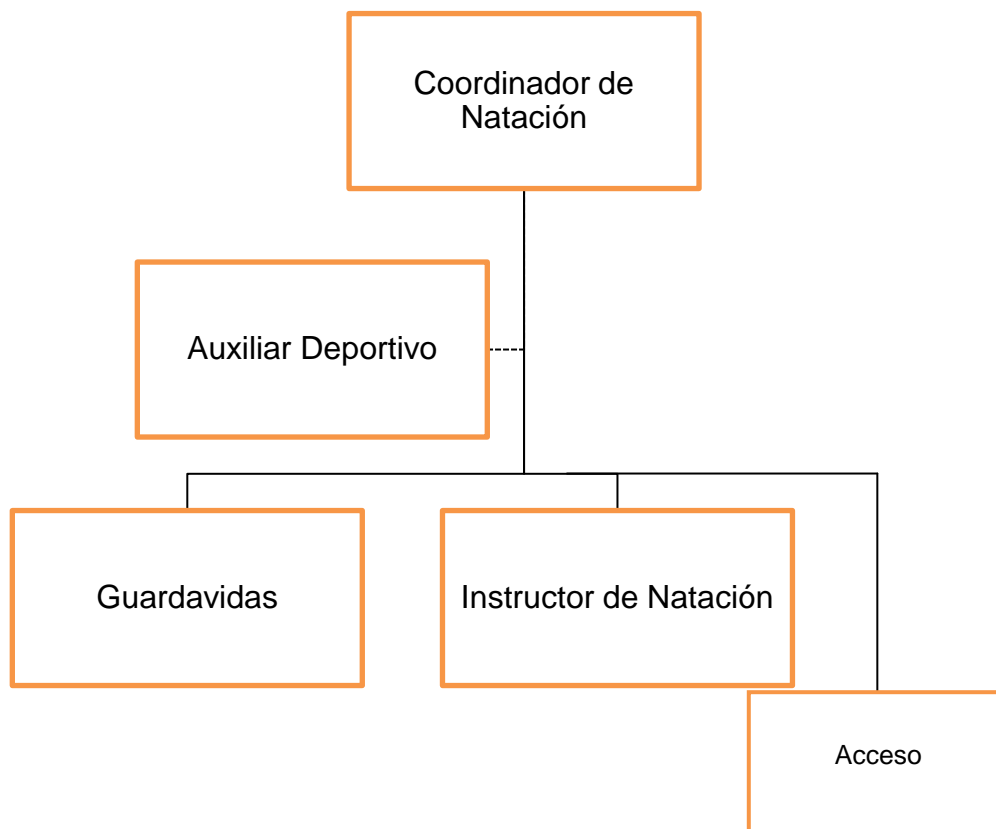 Coordinador de
Natación
Auxiliar Deportivo
Guardavidas
Instructor de Natación
Acceso